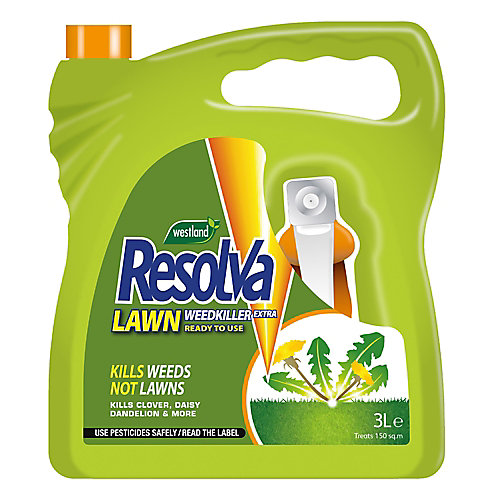 westland
Resolva
LAWN WEEDKILLER EXTRA
READY TO USE
KILLS WEEDS
NOT LAWNS
KILLS CLOVER, DAISY
DANDELION & MORE
USE PESTICIDES SAFELY/READ THE LABEL
3L℮
Treats 150 sq.m